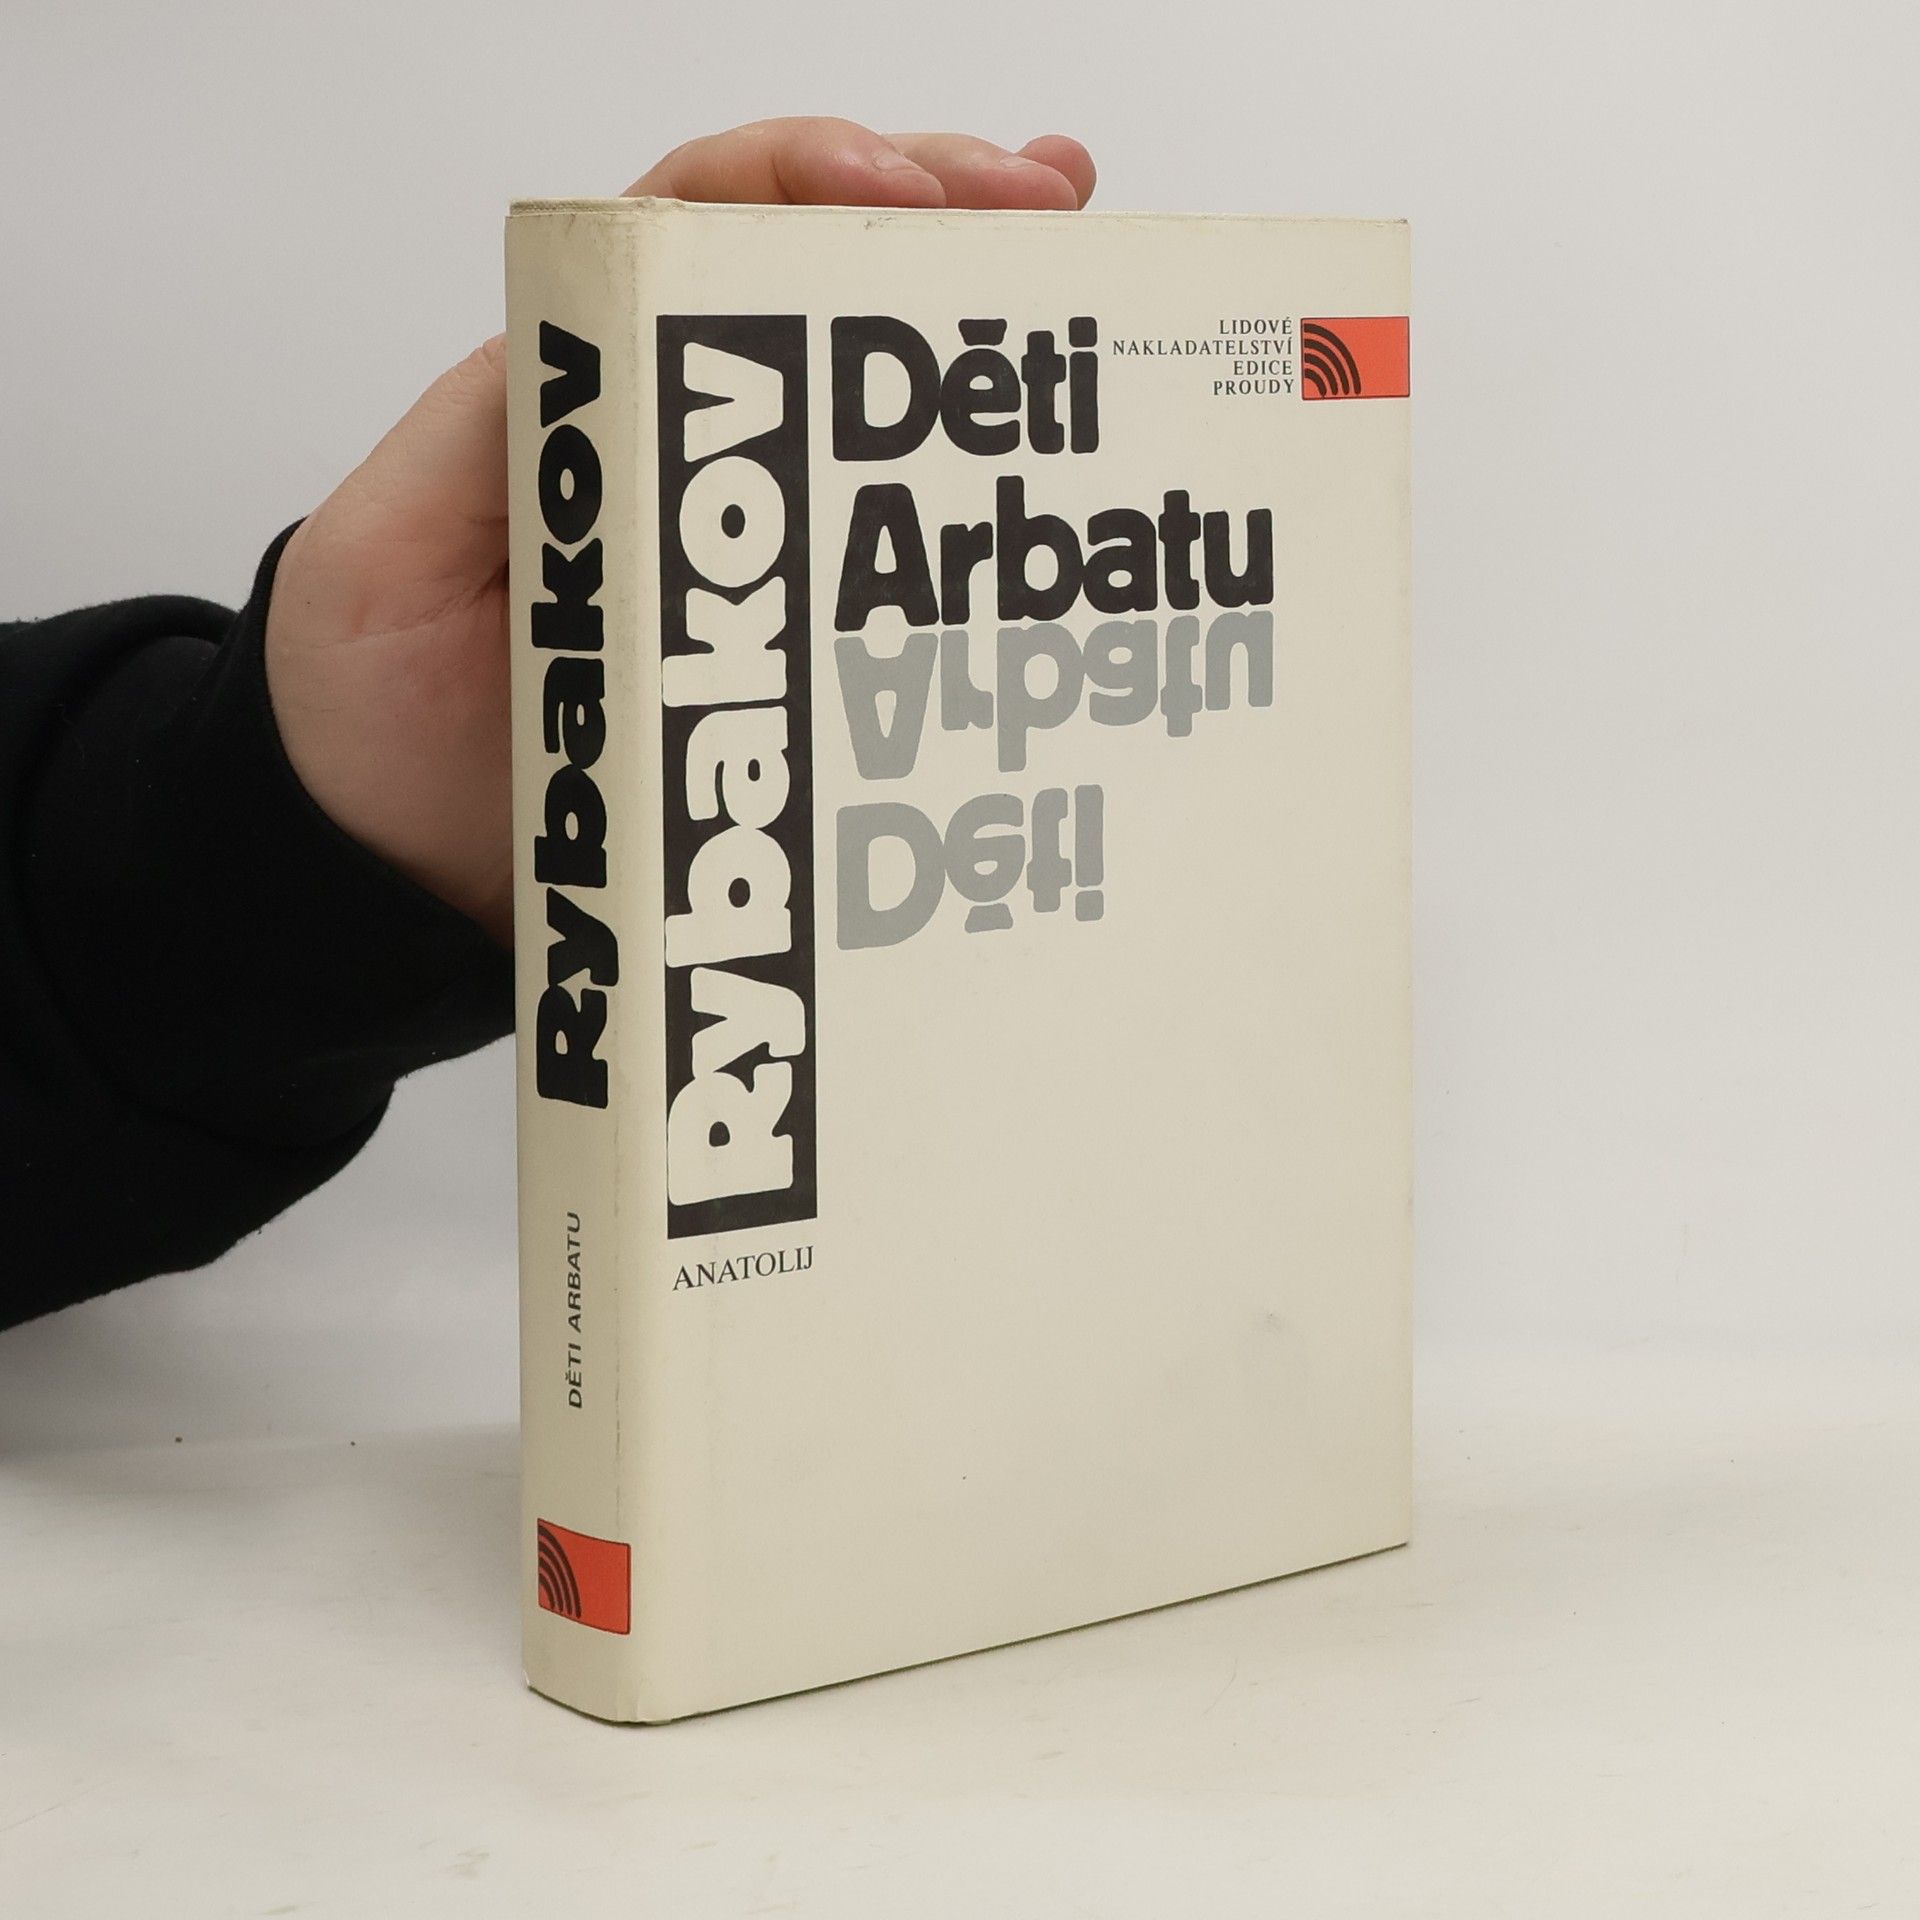 Rybakov
DĚTI ARBATU
Rybakov
ANATOLIJ
Děti
Arbatu
Arbatu
Děti
LIDOVÉ
NAKLADATELSTVÍ
EDICE
PROUDY